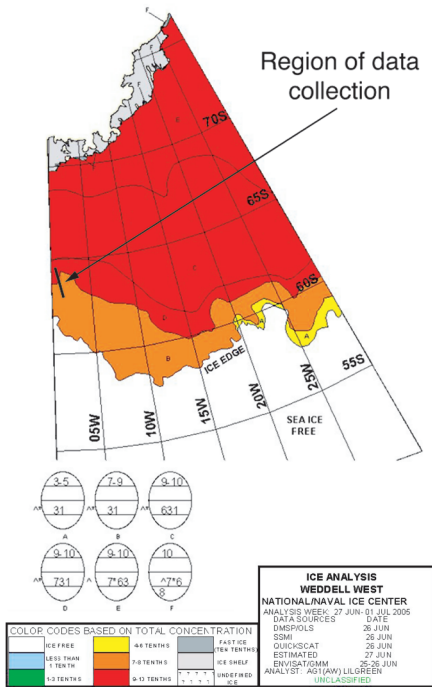 Region of data
collection
F
F
70S
65S
60S
55S
C
D
B
A
A
ICE EDGE
05W
10W
15W
20W
25W
SEA ICE
FREE
3-5
31
A
7-9
31
B
9-10
631
C
9-10
731
D
9-10
7*63
E
10
^7*6
8
F
ICE ANALYSIS
WEDDELL WEST
NATIONAL/NAVAL ICE CENTER
ANALYSIS WEEK: 27 JUN-01 JUL 2005
DATA SOURCES DATE
DMSP/OLS 26 JUN
SSMI 26 JUN
QUICKSCAT 26 JUN
ESTIMATED 27 JUN
ENVISAT/GMM 25-26 JUN
ANALYST: AG1(AW) LILGREEN
UNCLASSIFIED
COLOR CODES BASED ON TOTAL CONCENTRATION
ICE FREE
LESS THAN
1 TENTH
1-3 TENTHS
4-6 TENTHS
7-8 TENTHS
9-10 TENTHS
FAST ICE
(TEN TENTHS)
ICE SHELF
UNDEFINED
ICE